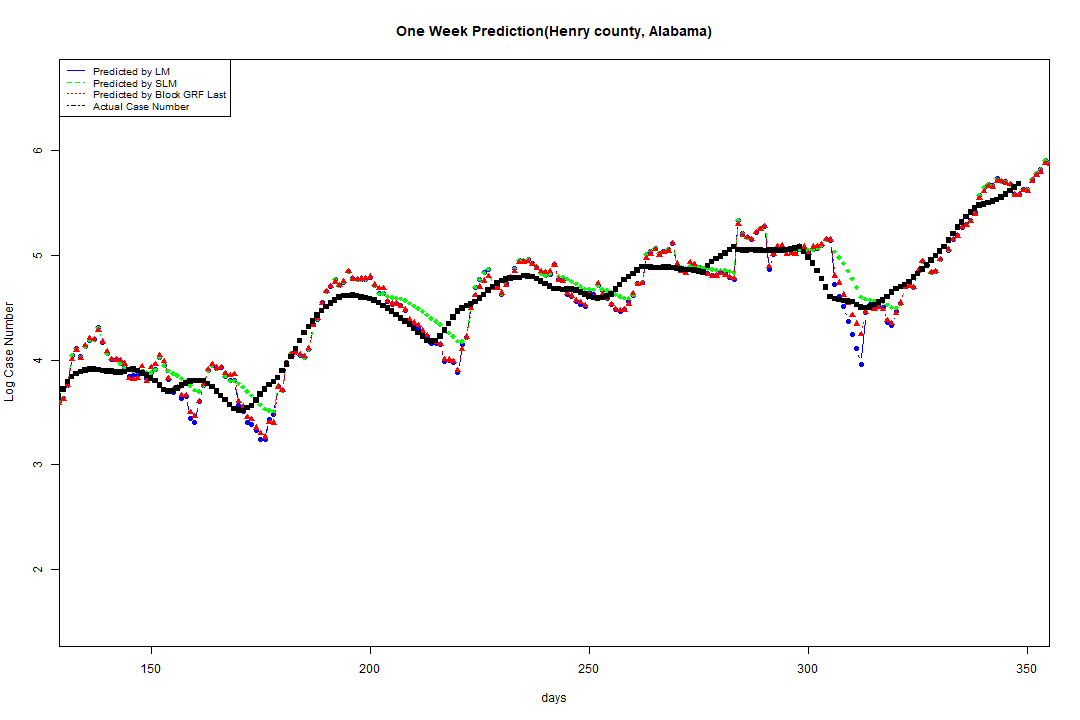 One Week Prediction(Henry county, Alabama)
Predicted by LM
Predicted by SLM
Predicted by Block GRF Last
Actual Case Number
6
5
4
3
2
Log Case Number
150 200 250 300 350
days